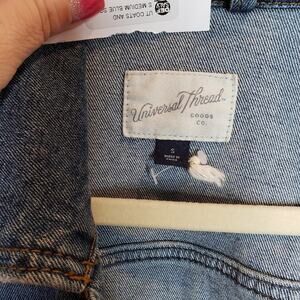 UT COATS AND
S MEDIUM BLUE
Universal Thread
GOODS
CO.
S